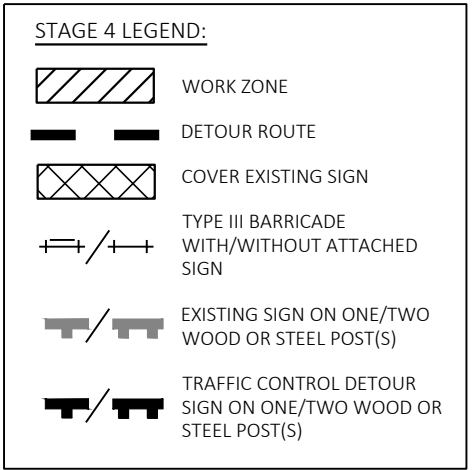 STAGE 4 LEGEND:
WORK ZONE
DETOUR ROUTE
COVER EXISTING SIGN
TYPE III BARRICADE
WITH/WITHOUT ATTACHED
SIGN
EXISTING SIGN ON ONE/TWO
WOOD OR STEEL POST(S)
TRAFFIC CONTROL DETOUR
SIGN ON ONE/TWO WOOD OR
STEEL POST(S)